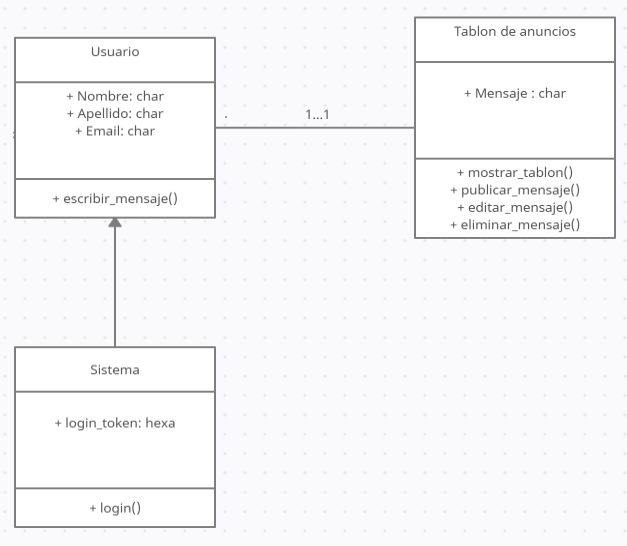 Usuario
+ Nombre: char
+ Apellido: char
+ Email: char
+ escribir_mensaje()
.
1...1
Tablon de anuncios
+ Mensaje : char
+ mostrar_tablon()
+ publicar_mensaje()
+ editar_mensaje()
+ eliminar_mensaje()
Sistema
+ login_token: hexa
+ login()